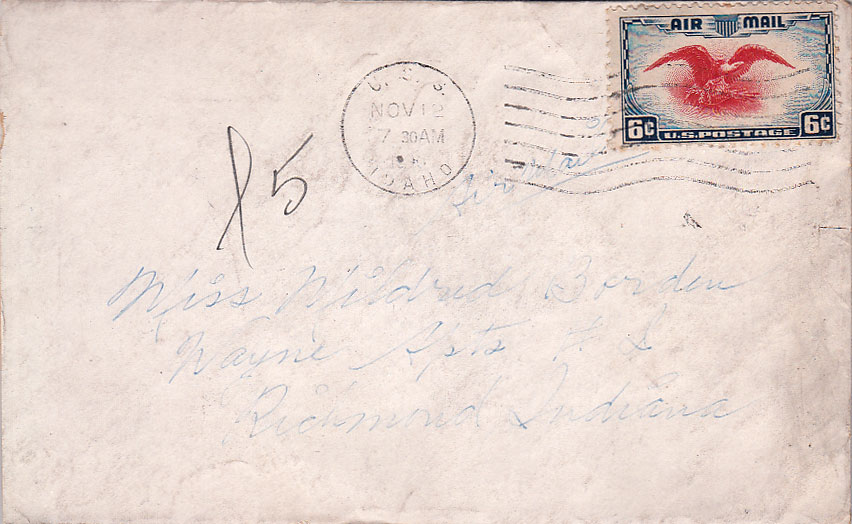 AIR MAIL
6¢ U.S. POSTAGE 6¢
U. S. S.
NOV 12
7 30 AM
IDAHO
15
Miss Mildred Borden
Wayne Apts #
Richmond Indiana